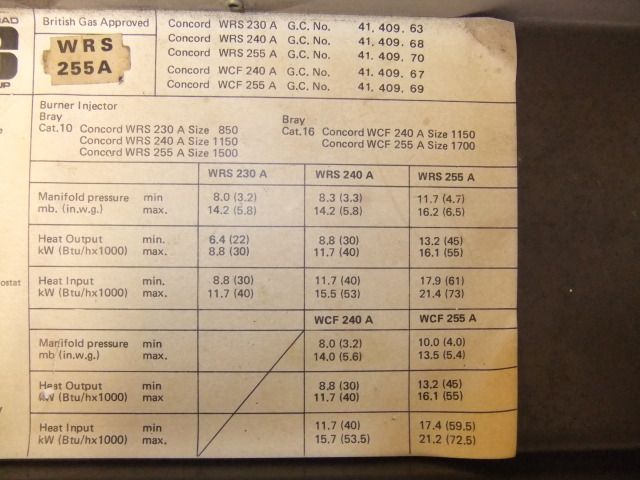 OAD
British Gas Approved
WRS
255A
UP
Concord WRS 230 A G.C. No. 41. 409. 63
Concord WRS 240 A G.C. No. 41. 409. 68
Concord WRS 255 A G.C. No. 41. 409. 70
Concord WCF 240 A G.C. No. 41. 409. 67
Concord WCF 255 A G.C. No. 41. 409. 69
Burner Injector
Bray
Cat.10 Concord WRS 230 A Size 850
Concord WRS 240 A Size 1150
Concord WRS 255 A Size 1500
Bray
Cat.16 Concord WCF 240 A Size 1150
Concord WCF 255 A Size 1700
WRS 230 A WRS 240 A WRS 255 A
Manifold pressure min 8.0 (3.2) 8.3 (3.3) 11.7 (4.7)
mb. (in.w.g.) max. 14.2 (5.8) 14.2 (5.8) 16.2 (6.5)
Heat Output min. 6.4 (22) 8.8 (30) 13.2 (45)
kW (Btu/hx1000) max. 8.8 (30) 11.7 (40) 16.1 (55)
ostat
Heat Input min. 8.8 (30) 11.7 (40) 17.9 (61)
kW (Btu/hx1000) max. 11.7 (40) 15.5 (53) 21.4 (73)
WCF 240 A WCF 255 A
Manifold pressure min 8.0 (3.2) 10.0 (4.0)
mb (in.w.g.) max. 14.0 (5.6) 13.5 (5.4)
Heat Output min 8.8 (30) 13.2 (45)
kW (Btu/hx1000) max. 11.7 (40) 16.1 (55)
Heat Input min 11.7 (40) 17.4 (59.5)
kW (Btu/hx1000) max. 15.7 (53.5) 21.2 (72.5)